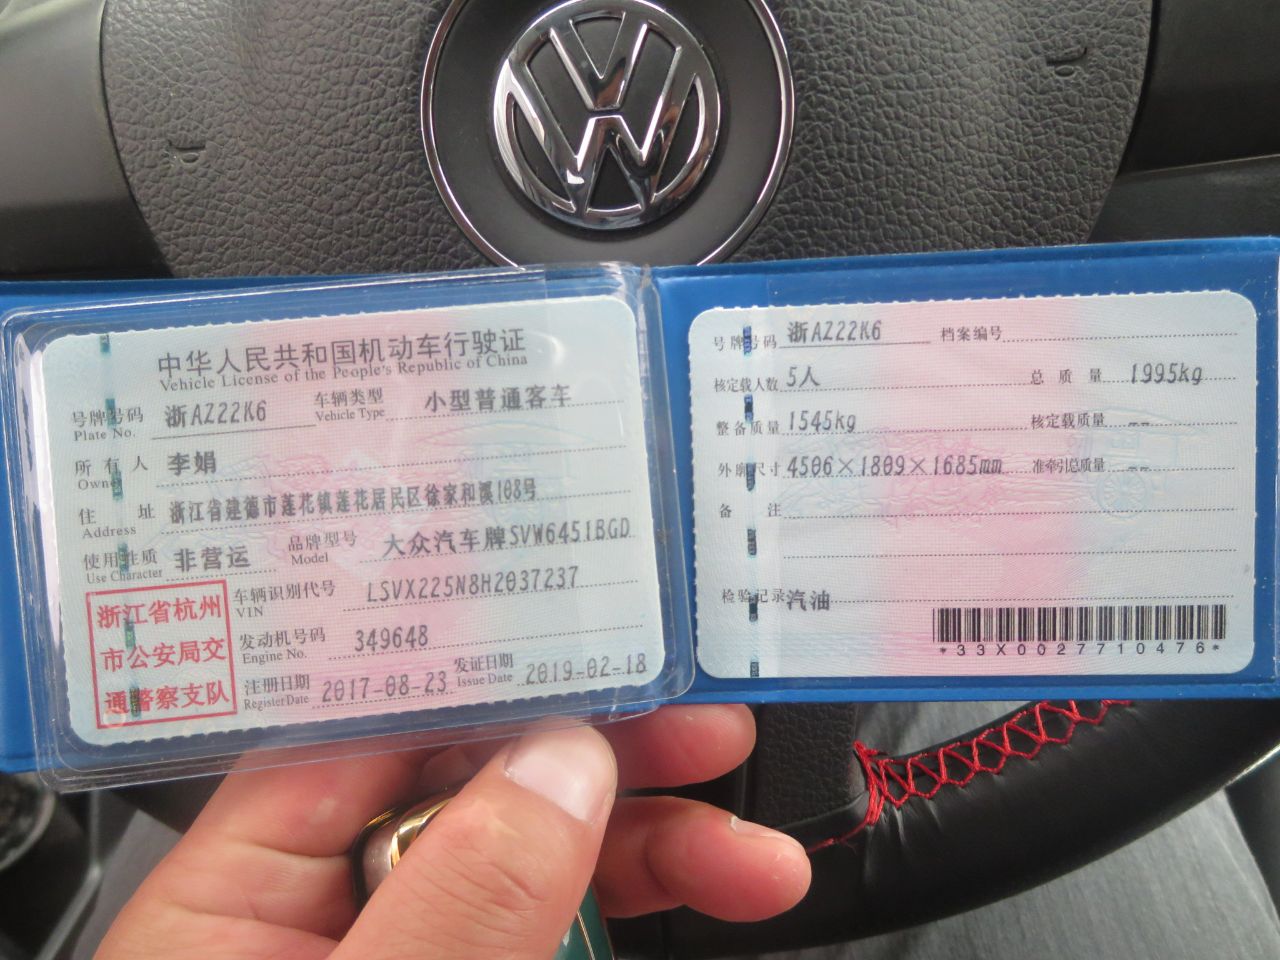 中华人民共和国机动车行驶证
Vehicle License of the People's Republic of China
号牌号码 浙AZ22K6 车辆类型 小型普通客车
Plate No. Vehicle Type
所有人 李娟
Owner
住址 浙江省建德市莲花镇莲花居民区徐家和溪108号
Address
使用性质 非营运 品牌型号 大众汽车牌SVW6451BGD
Use Character Model
浙江省杭州
市公安局交
通警察支队
车辆识别代号 LSVX225N8H2037237
VIN
发动机号码 349648
Engine No.
注册日期 2017-08-23 发证日期 2019-02-18
Register Date Issue Date
号牌号码 浙AZ22K6 档案编号
核定载人数 5人 总质量 1995kg
整备质量 1545kg 核定载质量 --
外廓尺寸 4506×1809×1685mm 准牵引总质量 --
备注
检验记录 汽油
*33X0027710476*